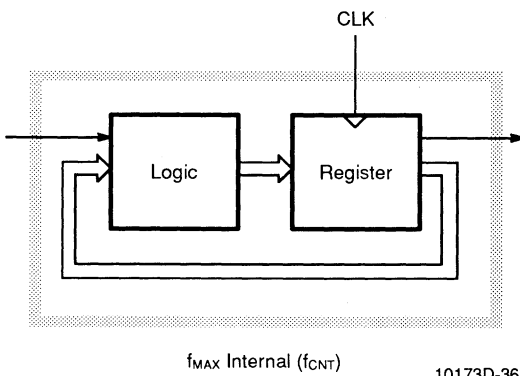 CLK
Logic
Register
fMAX Internal (fCNT)
10173D-36